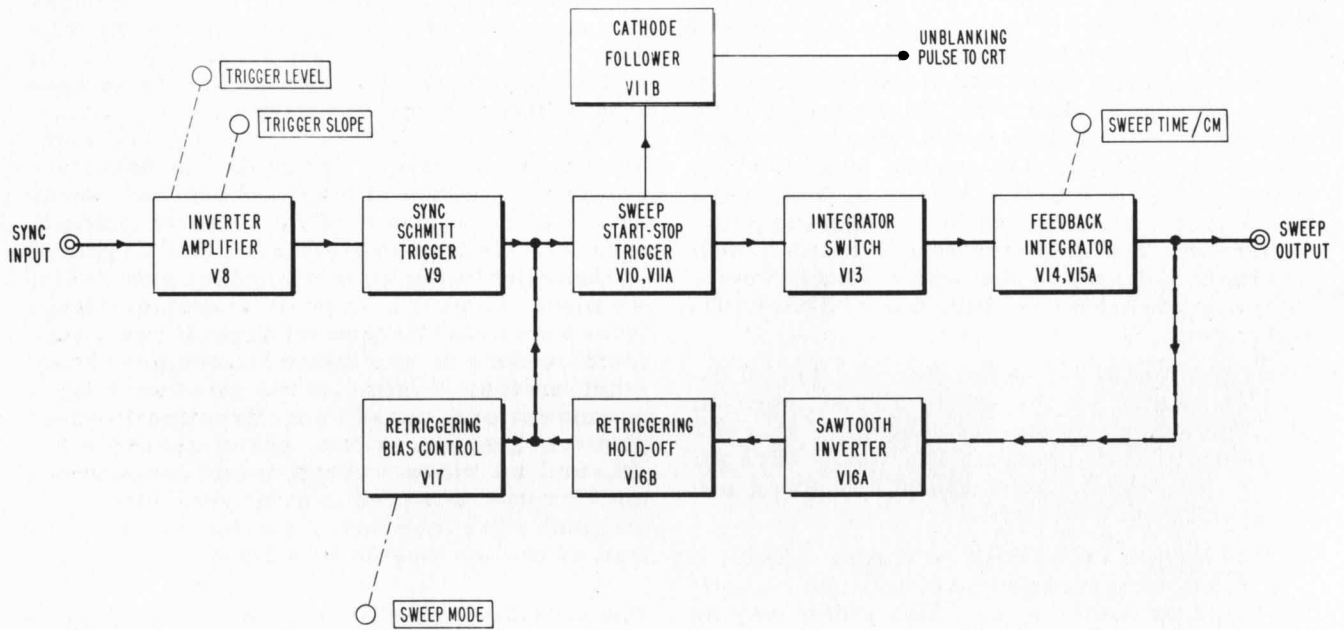 CATHODE
FOLLOWER
V11B
UNBLANKING
PULSE TO CRT
TRIGGER LEVEL
TRIGGER SLOPE
SWEEP TIME/CM
SYNC
INPUT
INVERTER
AMPLIFIER
V8
SYNC
SCHMITT
TRIGGER
V9
SWEEP
START-STOP
TRIGGER
V10, V11A
INTEGRATOR
SWITCH
V13
FEEDBACK
INTEGRATOR
V14, V15A
SWEEP
OUTPUT
RETRIGGERING
BIAS CONTROL
V17
RETRIGGERING
HOLD-OFF
V16B
SAWTOOTH
INVERTER
V16A
SWEEP MODE